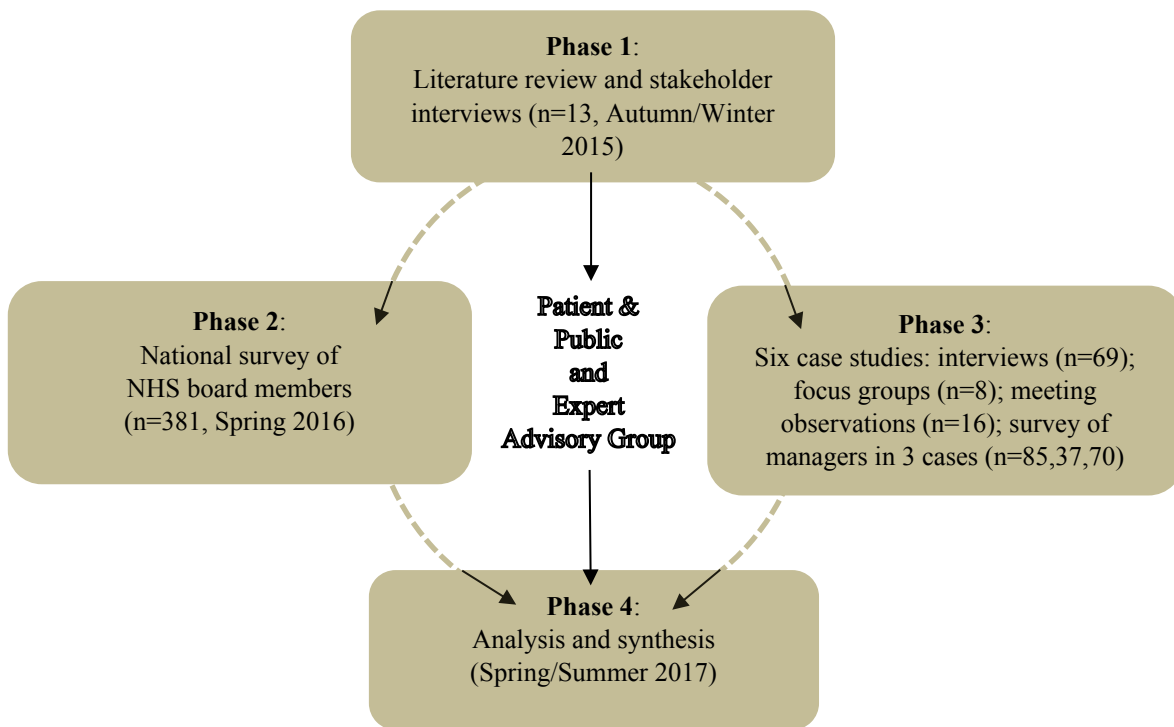 Phase 1:
Literature review and stakeholder
interviews (n=13, Autumn/Winter
2015)
Phase 2:
National survey of
NHS board members
(n=381, Spring 2016)
Patient &
Public
and
Expert
Advisory Group
Phase 3:
Six case studies: interviews (n=69);
focus groups (n=8); meeting
observations (n=16); survey of
managers in 3 cases (n=85,37,70)
Phase 4:
Analysis and synthesis
(Spring/Summer 2017)